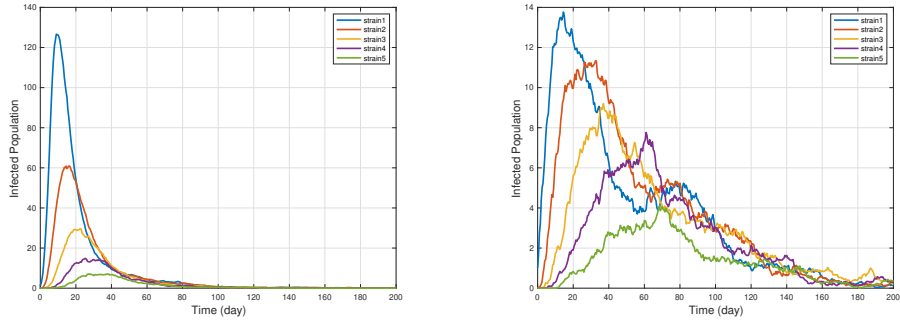 140
120
100
80
60
40
20
0
Infected Population
0 20 40 60 80 100 120 140 160 180 200
Time (day)
strain1
strain2
strain3
strain4
strain5
14
12
10
8
6
4
2
0
Infected Population
0 20 40 60 80 100 120 140 160 180 200
Time (day)
strain1
strain2
strain3
strain4
strain5